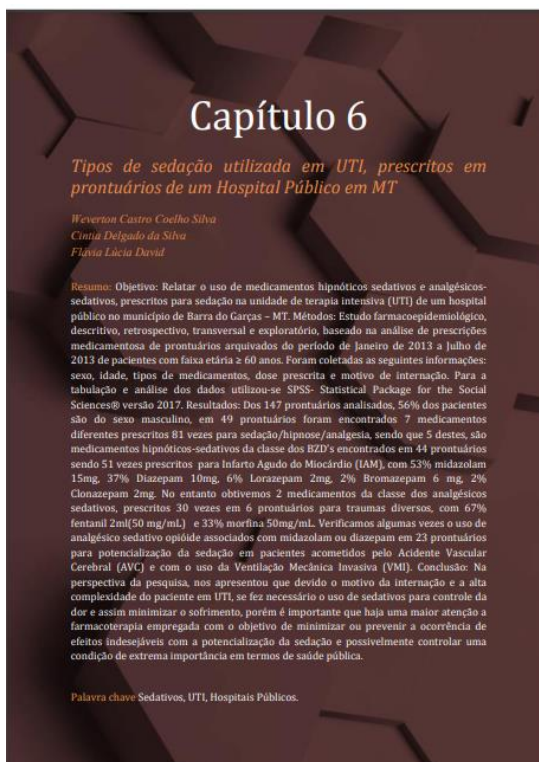 Capítulo 6
Tipos de sedação utilizada em UTI, prescritos em
prontuários de um Hospital Público em MT
Weverton Castro Coelho Silva
Cintia Delgado da Silva
Flavia Lúcia David
Resumo: Objetivo: Relatar o uso de medicamentos hipnóticos sedativos e analgésicos-
sedativos, prescritos para sedação na unidade de terapia intensiva (UTI) de um hospital
público no município de Barra do Garças – MT. Métodos: Estudo farmacoepidemiológico,
descritivo, retrospectivo, transversal e exploratório, baseado na análise de prescrições
medicamentosa de prontuários arquivados do período de Janeiro de 2013 a Julho de
2013 de pacientes com faixa etária ≥ 60 anos. Foram coletadas as seguintes informações:
sexo, idade, tipos de medicamentos, dose prescrita e motivo de internação. Para a
tabulação e análise dos dados utilizou-se SPSS- Statistical Package for the Social
Sciences® versão 2017. Resultados: Dos 147 prontuários analisados, 56% dos pacientes
são do sexo masculino, em 49 prontuários foram encontrados 7 medicamentos
diferentes prescritos 81 vezes para sedação/hipnose/analgesia, sendo que 5 destes, são
medicamentos hipnóticos-sedativos da classe dos BZD's encontrados em 44 prontuários
sendo 51 vezes prescritos para Infarto Agudo do Miocárdio (IAM), com 53% midazolam
15mg, 37% Diazepam 10mg, 6% Lorazepam 2mg, 2% Bromazepam 6 mg, 2%
Clonazepam 2mg. No entanto obtivemos 2 medicamentos da classe dos analgésicos
sedativos, prescritos 30 vezes em 6 prontuários para traumas diversos, com 67%
fentanil 2ml(50 mg/mL) e 33% morfina 50mg/mL. Verificamos algumas vezes o uso de
analgésico sedativo opióide associados com midazolam ou diazepam em 23 prontuários
para potencialização da sedação em pacientes acometidos pelo Acidente Vascular
Cerebral (AVC) e com o uso da Ventilação Mecânica Invasiva (VMI). Conclusão: Na
perspectiva da pesquisa, nos apresentou que devido o motivo da internação e a alta
complexidade do paciente em UTI, se fez necessário o uso de sedativos para controle da
dor e assim minimizar o sofrimento, porém é importante que haja uma maior atenção a
farmacoterapia empregada com o objetivo de minimizar ou prevenir a ocorrência de
efeitos indesejáveis com a potencialização da sedação e possivelmente controlar uma
condição de extrema importância em termos de saúde pública.
Palavra chave Sedativos, UTI, Hospitais Públicos.